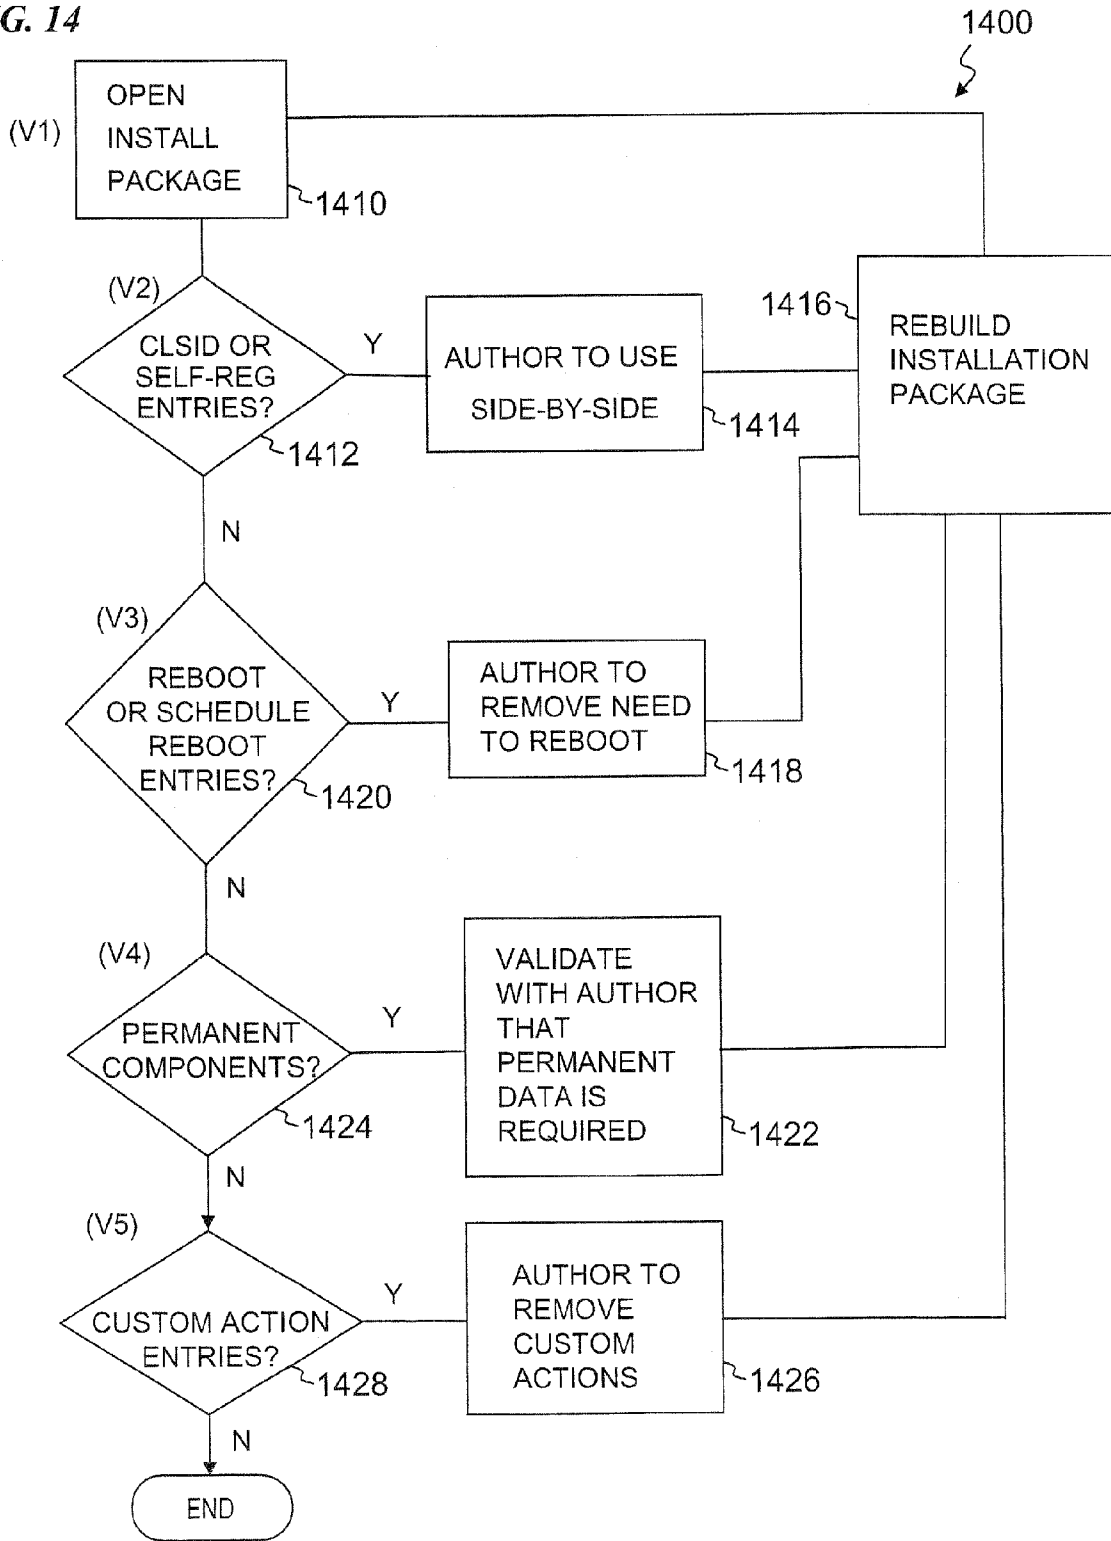 G. 14
1400
(V1)
OPEN
INSTALL
PACKAGE
1410
(V2)
CLSID OR
SELF-REG
ENTRIES?
1412
Y
AUTHOR TO USE
SIDE-BY-SIDE
1414
1416
REBUILD
INSTALLATION
PACKAGE
N
(V3)
REBOOT
OR SCHEDULE
REBOOT
ENTRIES?
1420
Y
AUTHOR TO
REMOVE NEED
TO REBOOT
1418
N
(V4)
PERMANENT
COMPONENTS?
1424
Y
VALIDATE
WITH AUTHOR
THAT
PERMANENT
DATA IS
REQUIRED
1422
N
(V5)
CUSTOM ACTION
ENTRIES?
1428
Y
AUTHOR TO
REMOVE
CUSTOM
ACTIONS
1426
N
END